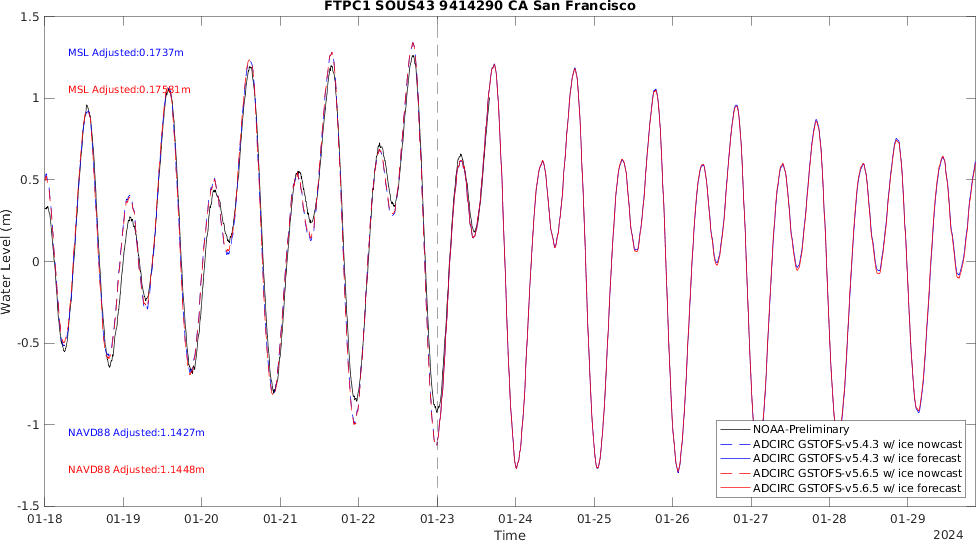 FTPC1 SOUS43 9414290 CA San Francisco
1.5
MSL Adjusted:0.1737m
MSL Adjusted:0.17581m
1
0.5
0
-0.5
-1
-1.5
Water Level (m)
NAVD88 Adjusted:1.1427m
NAVD88 Adjusted:1.1448m
NOAA-Preliminary
ADCIRC GSTOFS-v5.4.3 w/ ice nowcast
ADCIRC GSTOFS-v5.4.3 w/ ice forecast
ADCIRC GSTOFS-v5.6.5 w/ ice nowcast
ADCIRC GSTOFS-v5.6.5 w/ ice forecast
01-18 01-19 01-20 01-21 01-22 01-23 01-24 01-25 01-26 01-27 01-28 01-29
Time
2024